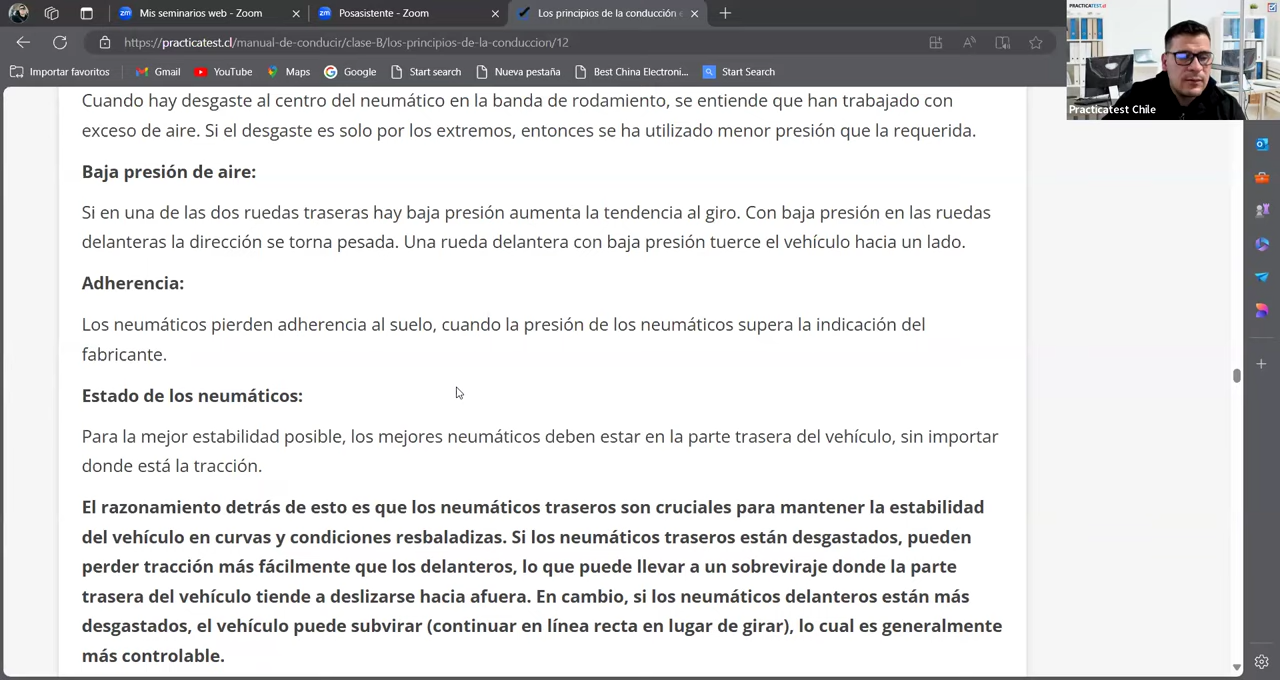 Mis seminarios web - Zoom
Posasistente - Zoom
Los principios de la conducción
https://practicatest.cl/manual-de-conducir/clase-B/los-principios-de-la-conduccion/12
Importar favoritos
Gmail
YouTube
Maps
Google
Start search
Nueva pestaña
Best China Electroni...
Start Search
PRACTICATEST.cl
Practicatest Chile
Cuando hay desgaste al centro del neumático en la banda de rodamiento, se entiende que han trabajado con
exceso de aire. Si el desgaste es solo por los extremos, entonces se ha utilizado menor presión que la requerida.
Baja presión de aire:
Si en una de las dos ruedas traseras hay baja presión aumenta la tendencia al giro. Con baja presión en las ruedas
delanteras la dirección se torna pesada. Una rueda delantera con baja presión tuerce el vehículo hacia un lado.
Adherencia:
Los neumáticos pierden adherencia al suelo, cuando la presión de los neumáticos supera la indicación del
fabricante.
Estado de los neumáticos:
Para la mejor estabilidad posible, los mejores neumáticos deben estar en la parte trasera del vehículo, sin importar
donde está la tracción.
El razonamiento detrás de esto es que los neumáticos traseros son cruciales para mantener la estabilidad
del vehículo en curvas y condiciones resbaladizas. Si los neumáticos traseros están desgastados, pueden
perder tracción más fácilmente que los delanteros, lo que puede llevar a un sobreviraje donde la parte
trasera del vehículo tiende a deslizarse hacia afuera. En cambio, si los neumáticos delanteros están más
desgastados, el vehículo puede subvirar (continuar en línea recta en lugar de girar), lo cual es generalmente
más controlable.